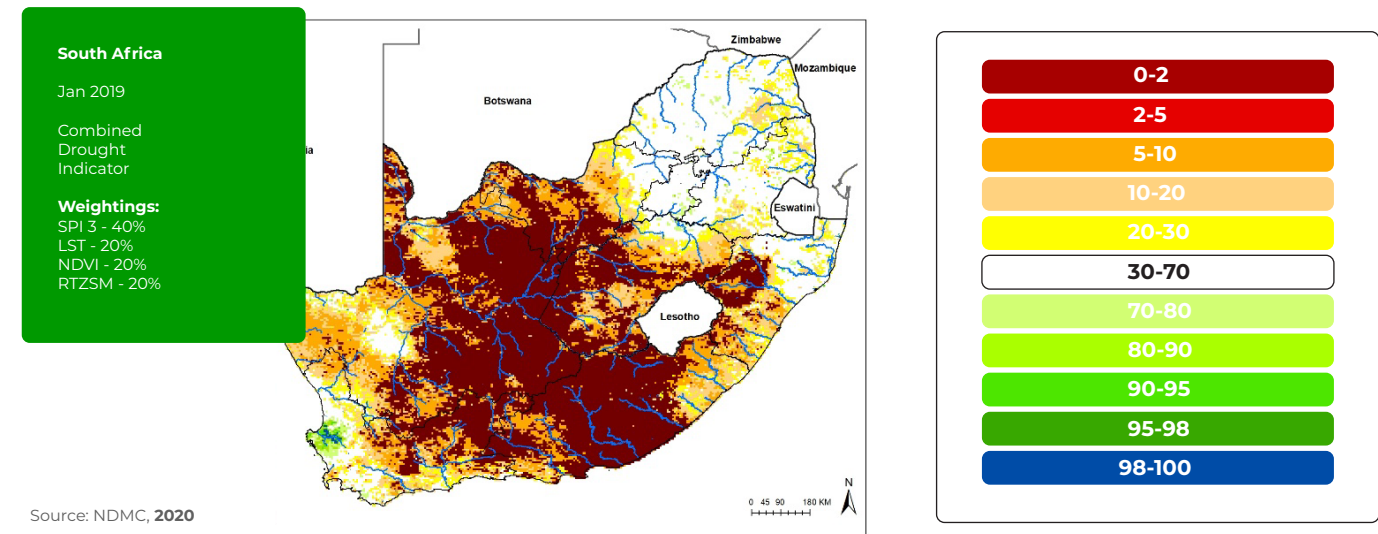 South Africa
Jan 2019
Combined
Drought
Indicator
Weightings:
SPI 3 - 40%
LST - 20%
NDVI - 20%
RTZSM - 20%
Source: NDMC, 2020
Zimbabwe
Mozambique
Botswana
ia
Eswatini
Lesotho
N
0 45 90 180 KM
0-2
2-5
5-10
10-20
20-30
30-70
70-80
80-90
90-95
95-98
98-100